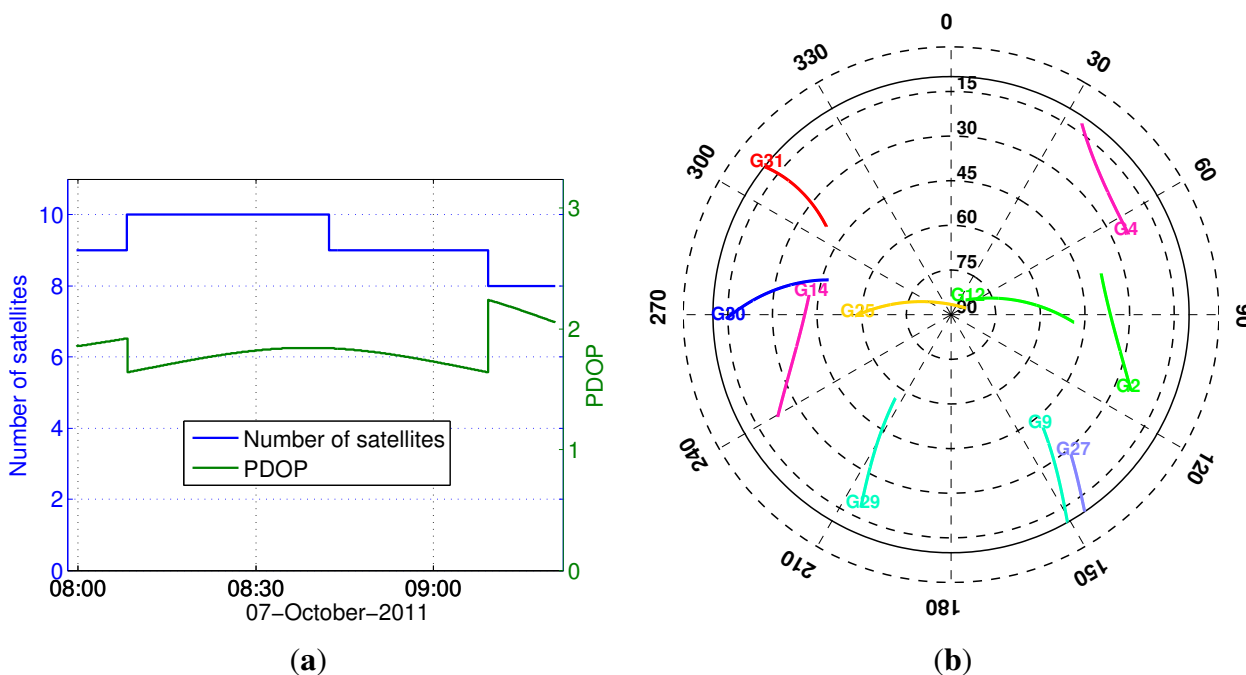 10
8
6
4
2
0
Number of satellites
3
2
1
0
PDOP
Number of satellites
PDOP
08:00 08:30 09:00
07−October−2011
(a)
0
30
60
90
120
150
180
210
240
270
300
330
15
30
45
60
75
90
G31
G4
G30
G14
G25
G12
G2
G9
G27
G29
(b)